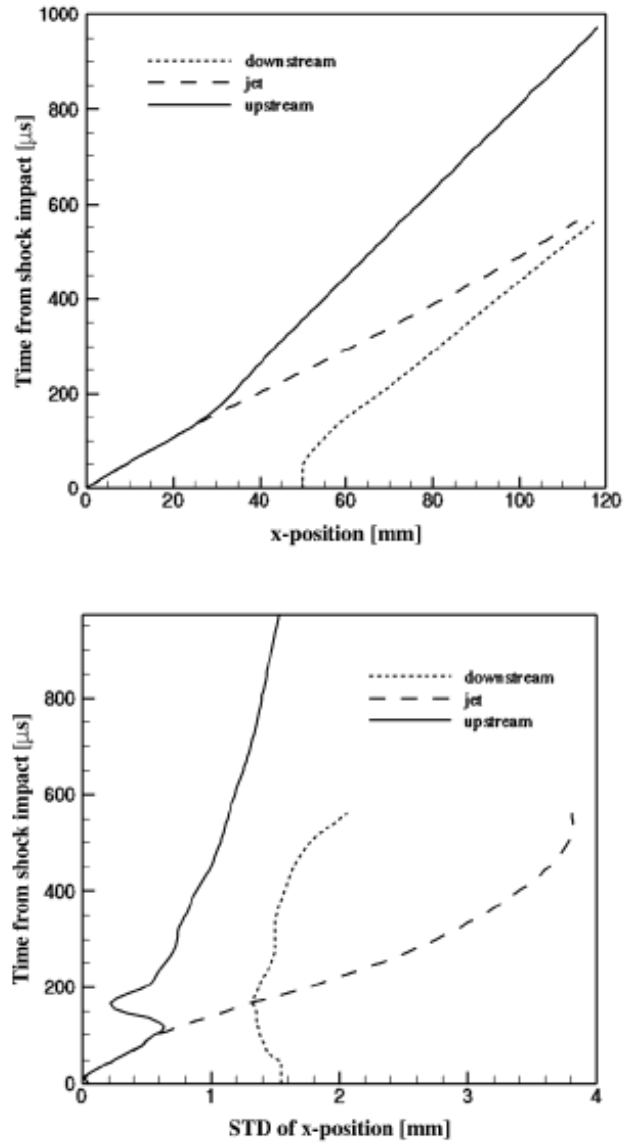 1000
800
600
400
200
0
Time from shock impact [μs]
downstream
jet
upstream
0 20 40 60 80 100 120
x-position [mm]
800
600
400
200
0
Time from shock impact [μs]
downstream
jet
upstream
0 1 2 3 4
STD of x-position [mm]